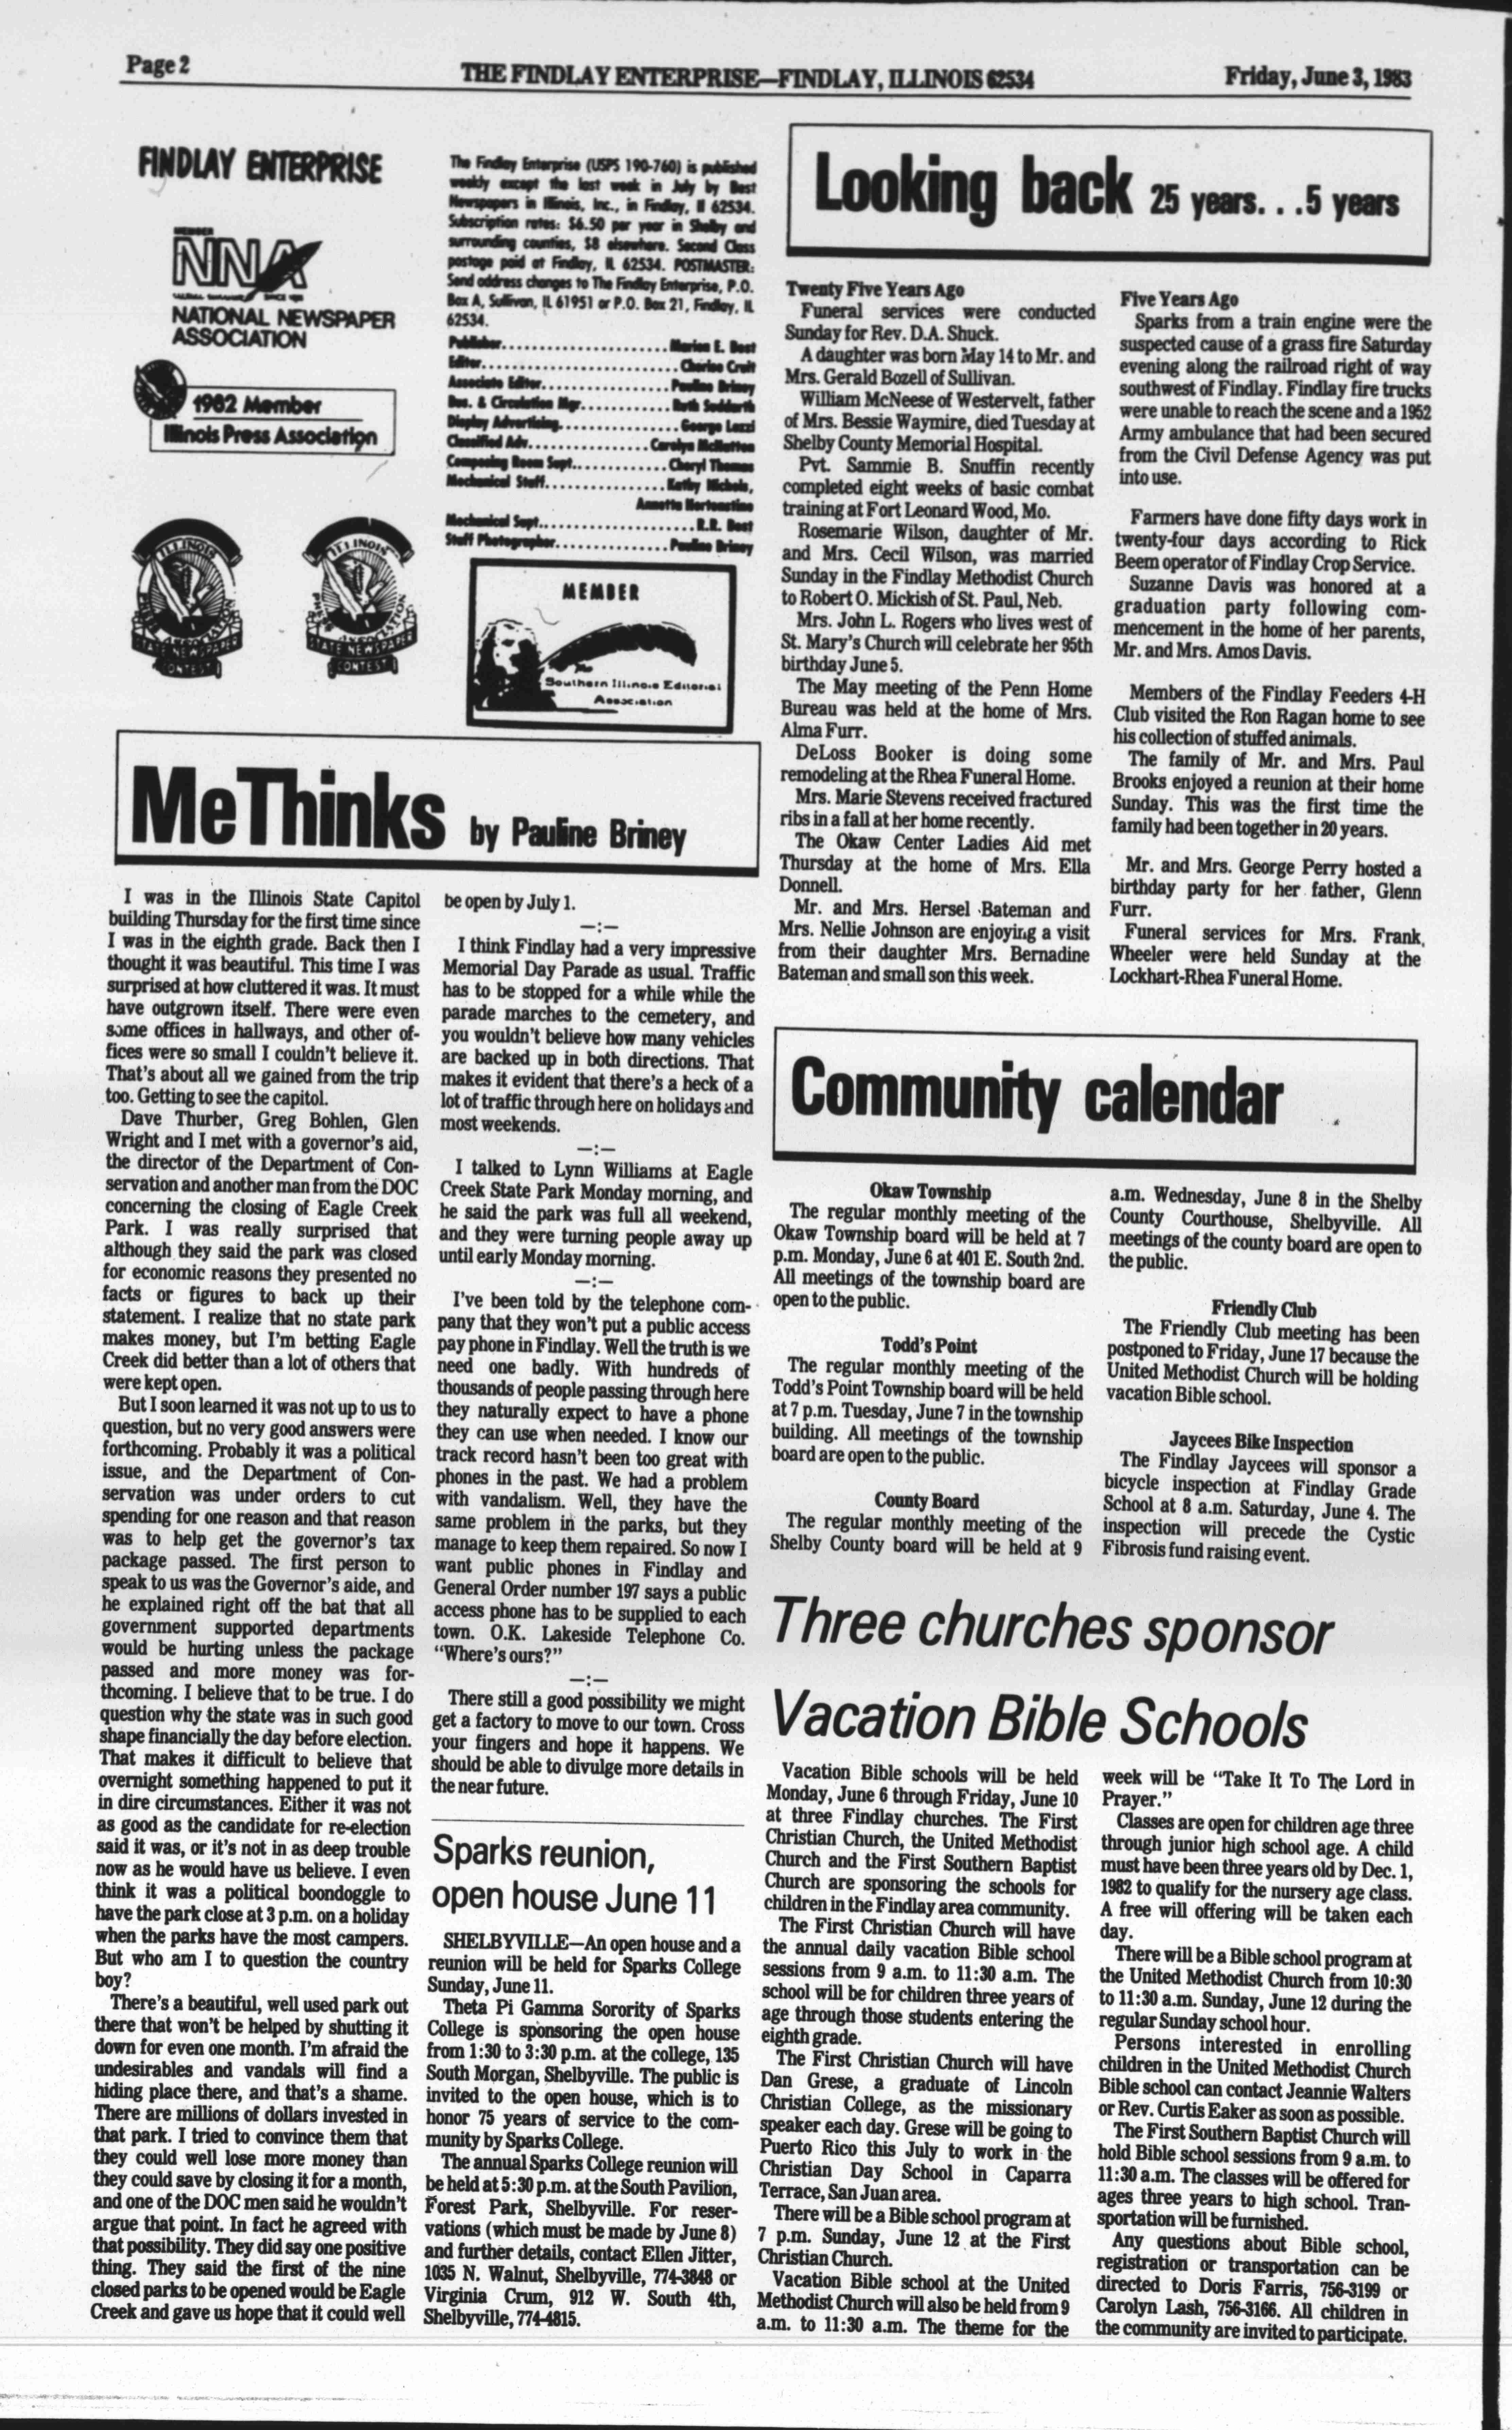 Page 2
THE FINDLAY ENTERPRISE—FINDLAY, ILLINOIS 62534
Friday, June 3, 1983
FINDLAY ENTERPRISE
MEMBER
NNA
NATIONAL NEWSPAPER
ASSOCIATION
1982 Member
Illinois Press Association
ILLINOIS
PRESS ASSOCIATION
STATE NEWSPAPER
CONTEST
ILLINOIS
PRESS ASSOCIATION
STATE NEWSPAPER
CONTEST
The Findlay Enterprise (USPS 190-760) is published
weekly except the last week in July by Best
Newspapers in Illinois, Inc., in Findlay, Il 62534.
Subscription rates: $6.50 per year in Shelby and
surrounding counties, $8 elsewhere. Second Class
postage paid at Findlay, IL 62534. POSTMASTER:
Send address changes to The Findlay Enterprise, P.O.
Box A, Sullivan, IL 61951 or P.O. Box 21, Findlay, IL
62534.
Publisher.....................Marion E. Best
Editor.........................Charlee Cruit
Associate Editor................Pauline Briney
Bus. & Circulation Mgr...........Ruth Suddarth
Display Advertising..............George Lazzi
Classified Adv................Carolyn McNutton
Composing Room Supt............Cheryl Thomas
Mechanical Staff................Kathy Nichols,
Annetta Hortenstine
Mechanical Supt....................R.R. Best
Staff Photographer..............Pauline Briney
MEMBER
The
Southern Illinois Editorial
Association
MeThinks by Pauline Briney
I was in the Illinois State Capitol
building Thursday for the first time since
I was in the eighth grade. Back then I
thought it was beautiful. This time I was
surprised at how cluttered it was. It must
have outgrown itself. There were even
some offices in hallways, and other of-
fices were so small I couldn't believe it.
That's about all we gained from the trip
too. Getting to see the capitol.
Dave Thurber, Greg Bohlen, Glen
Wright and I met with a governor's aid,
the director of the Department of Con-
servation and another man from the DOC
concerning the closing of Eagle Creek
Park. I was really surprised that
although they said the park was closed
for economic reasons they presented no
facts or figures to back up their
statement. I realize that no state park
makes money, but I'm betting Eagle
Creek did better than a lot of others that
were kept open.
But I soon learned it was not up to us to
question, but no very good answers were
forthcoming. Probably it was a political
issue, and the Department of Con-
servation was under orders to cut
spending for one reason and that reason
was to help get the governor's tax
package passed. The first person to
speak to us was the Governor's aide, and
he explained right off the bat that all
government supported departments
would be hurting unless the package
passed and more money was for-
thcoming. I believe that to be true. I do
question why the state was in such good
shape financially the day before election.
That makes it difficult to believe that
overnight something happened to put it
in dire circumstances. Either it was not
as good as the candidate for re-election
said it was, or it's not in as deep trouble
now as he would have us believe. I even
think it was a political boondoggle to
have the park close at 3 p.m. on a holiday
when the parks have the most campers.
But who am I to question the country
boy?
There's a beautiful, well used park out
there that won't be helped by shutting it
down for even one month. I'm afraid the
undesirables and vandals will find a
hiding place there, and that's a shame.
There are millions of dollars invested in
that park. I tried to convince them that
they could well lose more money than
they could save by closing it for a month,
and one of the DOC men said he wouldn't
argue that point. In fact he agreed with
that possibility. They did say one positive
thing. They said the first of the nine
closed parks to be opened would be Eagle
Creek and gave us hope that it could well
be open by July 1.
—:—
I think Findlay had a very impressive
Memorial Day Parade as usual. Traffic
has to be stopped for a while while the
parade marches to the cemetery, and
you wouldn't believe how many vehicles
are backed up in both directions. That
makes it evident that there's a heck of a
lot of traffic through here on holidays and
most weekends.
—:—
I talked to Lynn Williams at Eagle
Creek State Park Monday morning, and
he said the park was full all weekend,
and they were turning people away up
until early Monday morning.
—:—
I've been told by the telephone com-
pany that they won't put a public access
pay phone in Findlay. Well the truth is we
need one badly. With hundreds of
thousands of people passing through here
they naturally expect to have a phone
they can use when needed. I know our
track record hasn't been too great with
phones in the past. We had a problem
with vandalism. Well, they have the
same problem in the parks, but they
manage to keep them repaired. So now I
want public phones in Findlay and
General Order number 197 says a public
access phone has to be supplied to each
town. O.K. Lakeside Telephone Co.
"Where's ours?"
—:—
There still a good possibility we might
get a factory to move to our town. Cross
your fingers and hope it happens. We
should be able to divulge more details in
the near future.
Sparks reunion,
open house June 11
SHELBYVILLE—An open house and a
reunion will be held for Sparks College
Sunday, June 11.
Theta Pi Gamma Sorority of Sparks
College is sponsoring the open house
from 1:30 to 3:30 p.m. at the college, 135
South Morgan, Shelbyville. The public is
invited to the open house, which is to
honor 75 years of service to the com-
munity by Sparks College.
The annual Sparks College reunion will
be held at 5:30 p.m. at the South Pavilion,
Forest Park, Shelbyville. For reser-
vations (which must be made by June 8)
and further details, contact Ellen Jitter,
1035 N. Walnut, Shelbyville, 774-3848 or
Virginia Crum, 912 W. South 4th,
Shelbyville, 774-4815.
Looking back 25 years. . .5 years
Twenty Five Years Ago
Funeral services were conducted
Sunday for Rev. D.A. Shuck.
A daughter was born May 14 to Mr. and
Mrs. Gerald Bozell of Sullivan.
William McNeese of Westervelt, father
of Mrs. Bessie Waymire, died Tuesday at
Shelby County Memorial Hospital.
Pvt. Sammie B. Snuffin recently
completed eight weeks of basic combat
training at Fort Leonard Wood, Mo.
Rosemarie Wilson, daughter of Mr.
and Mrs. Cecil Wilson, was married
Sunday in the Findlay Methodist Church
to Robert O. Mickish of St. Paul, Neb.
Mrs. John L. Rogers who lives west of
St. Mary's Church will celebrate her 95th
birthday June 5.
The May meeting of the Penn Home
Bureau was held at the home of Mrs.
Alma Furr.
DeLoss Booker is doing some
remodeling at the Rhea Funeral Home.
Mrs. Marie Stevens received fractured
ribs in a fall at her home recently.
The Okaw Center Ladies Aid met
Thursday at the home of Mrs. Ella
Donnell.
Mr. and Mrs. Hersel Bateman and
Mrs. Nellie Johnson are enjoying a visit
from their daughter Mrs. Bernadine
Bateman and small son this week.
Five Years Ago
Sparks from a train engine were the
suspected cause of a grass fire Saturday
evening along the railroad right of way
southwest of Findlay. Findlay fire trucks
were unable to reach the scene and a 1952
Army ambulance that had been secured
from the Civil Defense Agency was put
into use.
Farmers have done fifty days work in
twenty-four days according to Rick
Beem operator of Findlay Crop Service.
Suzanne Davis was honored at a
graduation party following com-
mencement in the home of her parents,
Mr. and Mrs. Amos Davis.
Members of the Findlay Feeders 4-H
Club visited the Ron Ragan home to see
his collection of stuffed animals.
The family of Mr. and Mrs. Paul
Brooks enjoyed a reunion at their home
Sunday. This was the first time the
family had been together in 20 years.
Mr. and Mrs. George Perry hosted a
birthday party for her father, Glenn
Furr.
Funeral services for Mrs. Frank
Wheeler were held Sunday at the
Lockhart-Rhea Funeral Home.
Community calendar
Okaw Township
The regular monthly meeting of the
Okaw Township board will be held at 7
p.m. Monday, June 6 at 401 E. South 2nd.
All meetings of the township board are
open to the public.
Todd's Point
The regular monthly meeting of the
Todd's Point Township board will be held
at 7 p.m. Tuesday, June 7 in the township
building. All meetings of the township
board are open to the public.
County Board
The regular monthly meeting of the
Shelby County board will be held at 9
a.m. Wednesday, June 8 in the Shelby
County Courthouse, Shelbyville. All
meetings of the county board are open to
the public.
Friendly Club
The Friendly Club meeting has been
postponed to Friday, June 17 because the
United Methodist Church will be holding
vacation Bible school.
Jaycees Bike Inspection
The Findlay Jaycees will sponsor a
bicycle inspection at Findlay Grade
School at 8 a.m. Saturday, June 4. The
inspection will precede the Cystic
Fibrosis fund raising event.
Three churches sponsor
Vacation Bible Schools
Vacation Bible schools will be held
Monday, June 6 through Friday, June 10
at three Findlay churches. The First
Christian Church, the United Methodist
Church and the First Southern Baptist
Church are sponsoring the schools for
children in the Findlay area community.
The First Christian Church will have
the annual daily vacation Bible school
sessions from 9 a.m. to 11:30 a.m. The
school will be for children three years of
age through those students entering the
eighth grade.
The First Christian Church will have
Dan Grese, a graduate of Lincoln
Christian College, as the missionary
speaker each day. Grese will be going to
Puerto Rico this July to work in the
Christian Day School in Caparra
Terrace, San Juan area.
There will be a Bible school program at
7 p.m. Sunday, June 12 at the First
Christian Church.
Vacation Bible school at the United
Methodist Church will also be held from 9
a.m. to 11:30 a.m. The theme for the
week will be "Take It To The Lord in
Prayer."
Classes are open for children age three
through junior high school age. A child
must have been three years old by Dec. 1,
1982 to qualify for the nursery age class.
A free will offering will be taken each
day.
There will be a Bible school program at
the United Methodist Church from 10:30
to 11:30 a.m. Sunday, June 12 during the
regular Sunday school hour.
Persons interested in enrolling
children in the United Methodist Church
Bible school can contact Jeannie Walters
or Rev. Curtis Eaker as soon as possible.
The First Southern Baptist Church will
hold Bible school sessions from 9 a.m. to
11:30 a.m. The classes will be offered for
ages three years to high school. Tran-
sportation will be furnished.
Any questions about Bible school,
registration or transportation can be
directed to Doris Farris, 756-3199 or
Carolyn Lash, 756-3166. All children in
the community are invited to participate.